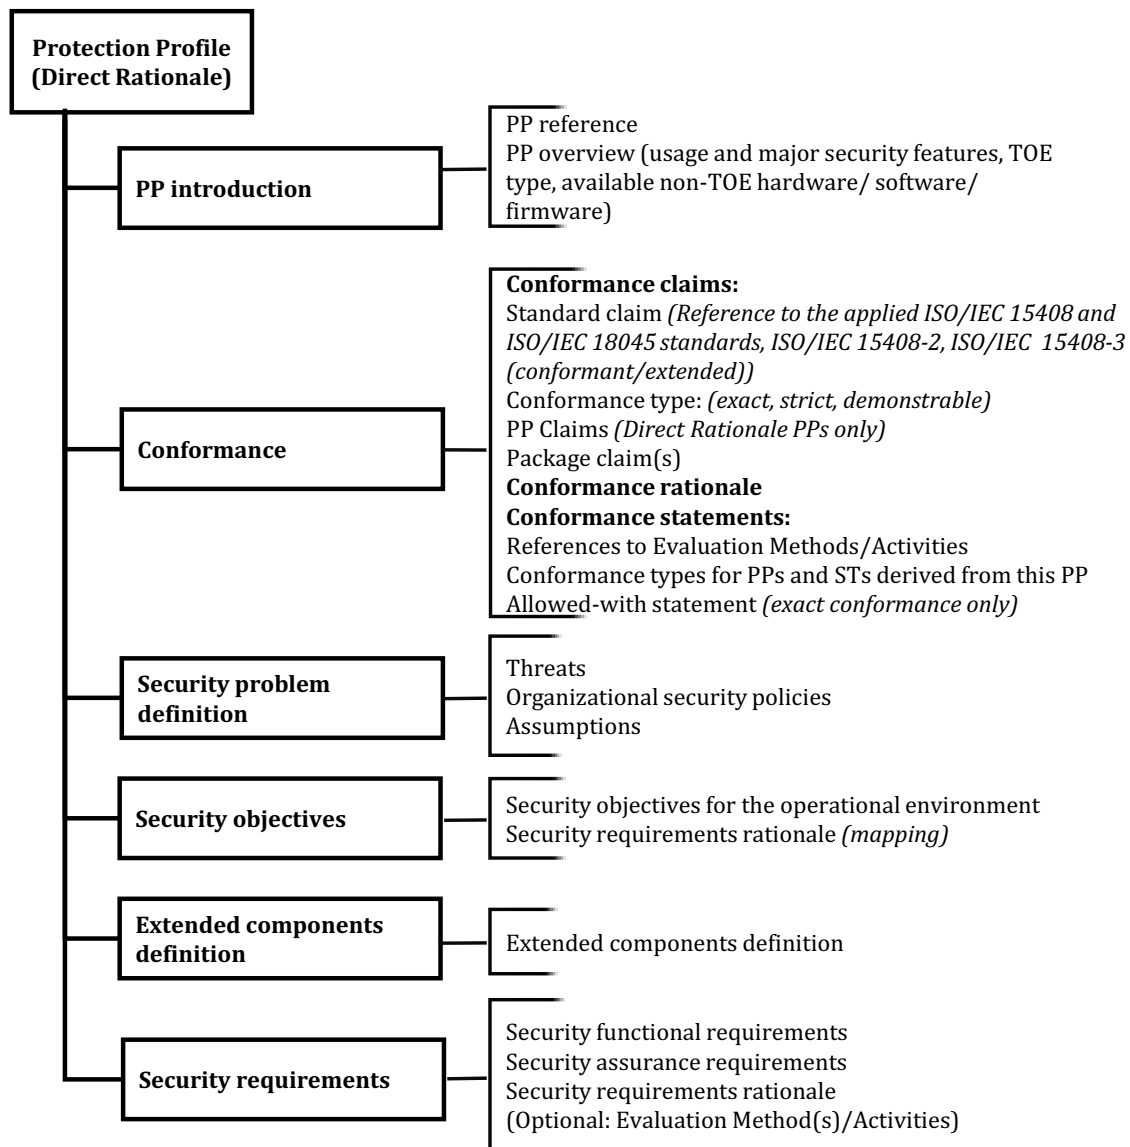 Protection Profile
(Direct Rationale)
PP introduction
PP reference
PP overview (usage and major security features, TOE
type, available non-TOE hardware/ software/
firmware)
Conformance
Conformance claims:
Standard claim (Reference to the applied ISO/IEC 15408 and
ISO/IEC 18045 standards, ISO/IEC 15408-2, ISO/IEC 15408-3
(conformant/extended))
Conformance type: (exact, strict, demonstrable)
PP Claims (Direct Rationale PPs only)
Package claim(s)
Conformance rationale
Conformance statements:
References to Evaluation Methods/Activities
Conformance types for PPs and STs derived from this PP
Allowed-with statement (exact conformance only)
Security problem
definition
Threats
Organizational security policies
Assumptions
Security objectives
Security objectives for the operational environment
Security requirements rationale (mapping)
Extended components
definition
Extended components definition
Security requirements
Security functional requirements
Security assurance requirements
Security requirements rationale
(Optional: Evaluation Method(s)/Activities)